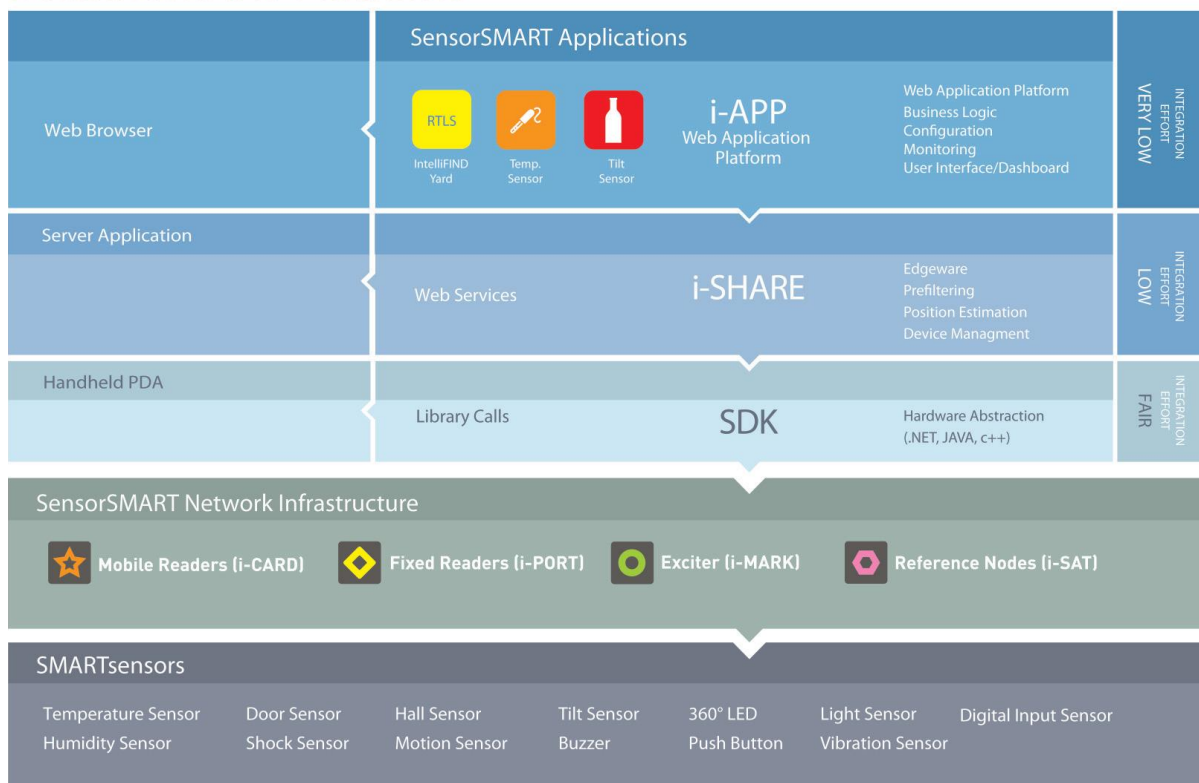 SensorSMART Applications
Web Browser
RTLS
IntelliFIND
Yard
Temp.
Sensor
Tilt
Sensor
i-APP
Web Application
Platform
Web Application Platform
Business Logic
Configuration
Monitoring
User Interface/Dashboard
INTEGRATION
EFFORT
VERY LOW
Server Application
Web Services
i-SHARE
Edgeware
Prefiltering
Position Estimation
Device Managment
INTEGRATION
EFFORT
LOW
Handheld PDA
Library Calls
SDK
Hardware Abstraction
(.NET, JAVA, c++)
INTEGRATION
EFFORT
FAIR
SensorSMART Network Infrastructure
Mobile Readers (i-CARD)
Fixed Readers (i-PORT)
Exciter (i-MARK)
Reference Nodes (i-SAT)
SMARTsensors
Temperature Sensor Door Sensor Hall Sensor Tilt Sensor 360° LED Light Sensor Digital Input Sensor
Humidity Sensor Shock Sensor Motion Sensor Buzzer Push Button Vibration Sensor